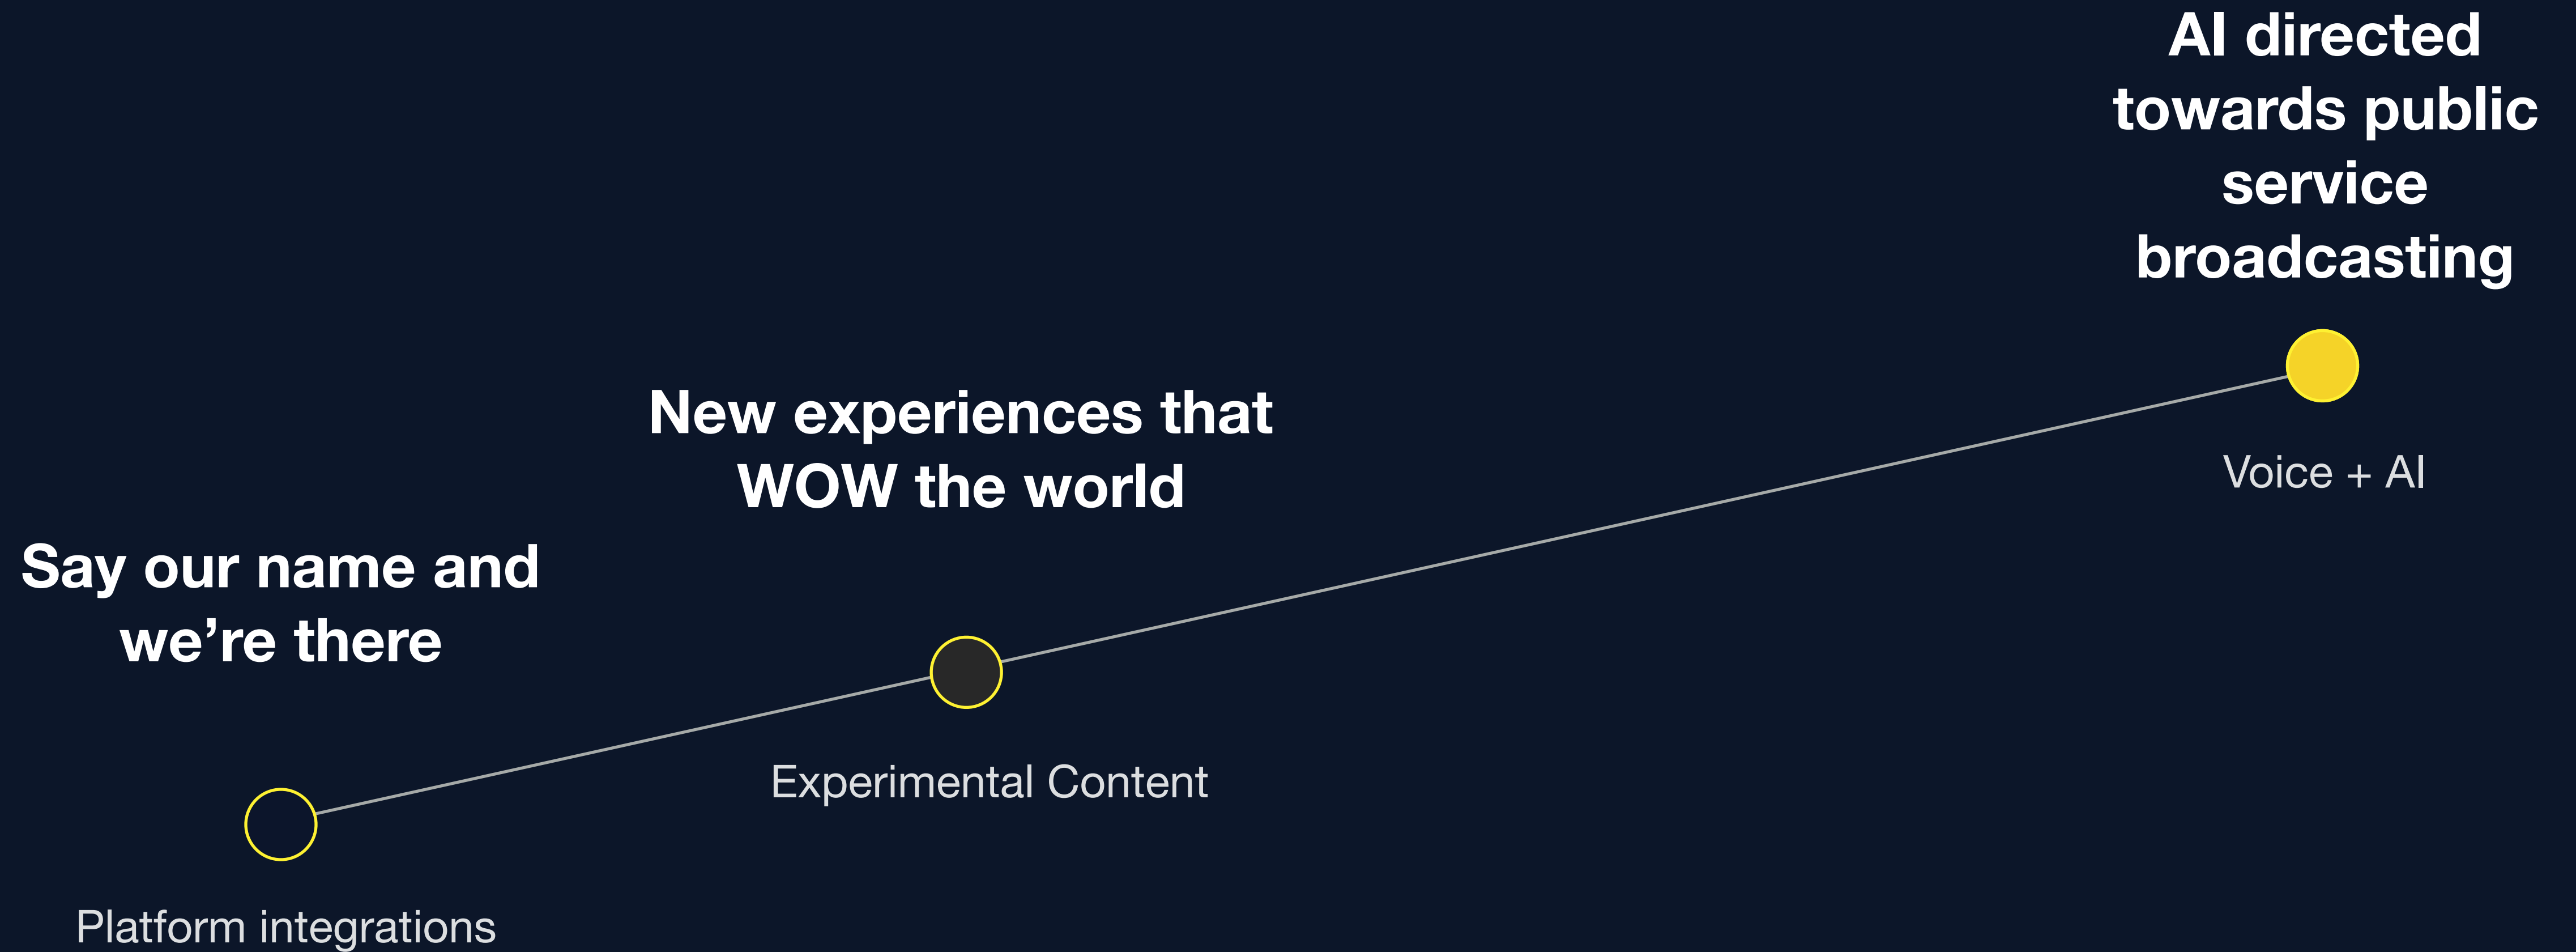 Say our name and
we’re there
Platform integrations
New experiences that
WOW the world
Experimental Content
AI directed
towards public
service
broadcasting
Voice + AI